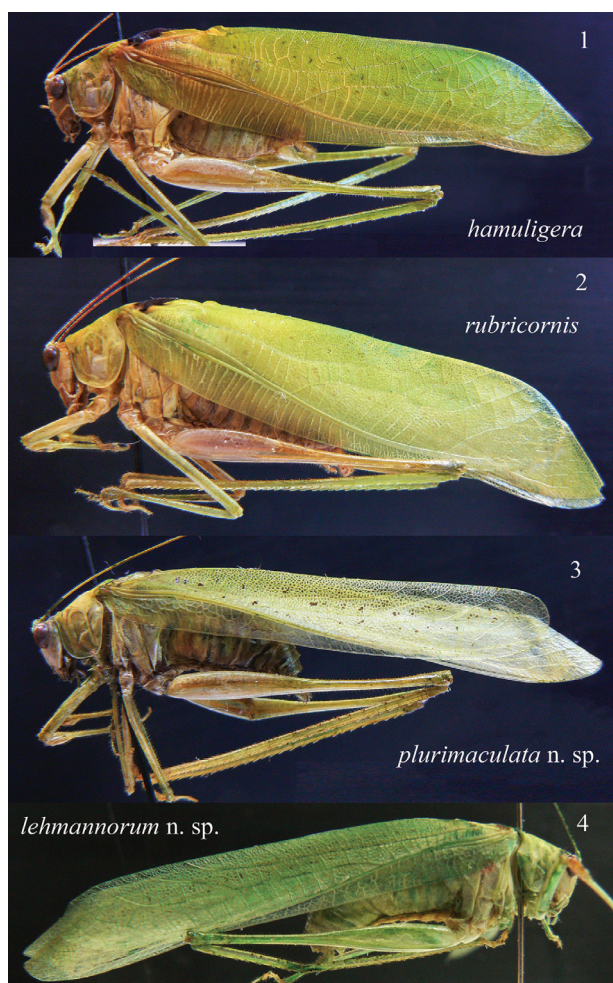 1
hamuligera
2
rubricornis
3
plurimaculata n. sp.
lehmannorum n. sp.
4